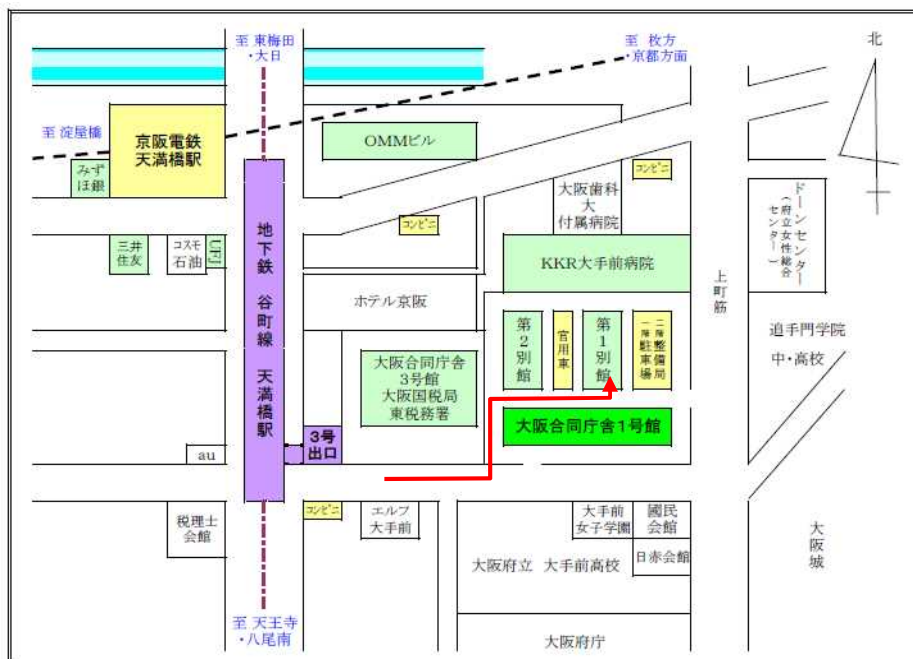 至 東梅田
・大日
至 枚方
・京都方面
北
至 淀屋橋
京阪電鉄
天満橋駅
OMMビル
みず
ほ銀
コンビニ
大阪歯科
大
付属病院
ドーンセンター
（府立女性総合
センター）
コンビニ
三井
住友
コスモ
石油
UFJ
地下鉄 谷町線 天満橋駅
KKR大手前病院
上町筋
ホテル京阪
第2別館
官用車
第1別館
二階整備局
一階駐車場
追手門学院
中・高校
大阪合同庁舎
3号館
大阪国税局
東税務署
大阪合同庁舎1号館
3号
出口
au
税理士
会館
コンビニ
エルフ
大手前
大手前
女子学園
國民
会館
日赤会館
大阪府立 大手前高校
大阪城
至 天王寺
・八尾南
大阪府庁